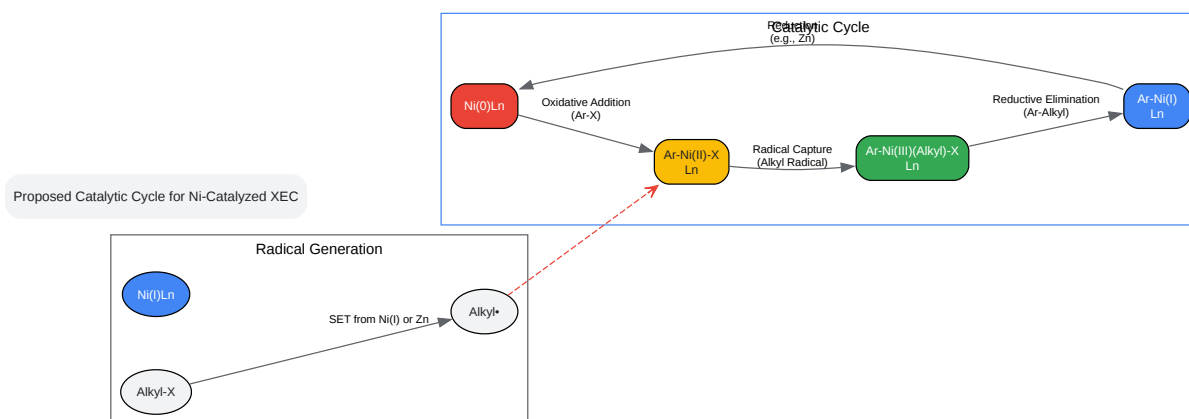 Catalytic Cycle
Reduction
(e.g., Zn)
Ni(0)Ln
Oxidative Addition
(Ar-X)
Ar-Ni(II)-X
Ln
Radical Capture
(Alkyl Radical)
Ar-Ni(III)(Alkyl)-X
Ln
Reductive Elimination
(Ar-Alkyl)
Ar-Ni(I)
Ln
Proposed Catalytic Cycle for Ni-Catalyzed XEC
Radical Generation
Ni(I)Ln
SET from Ni(I) or Zn
Alkyl•
Alkyl-X